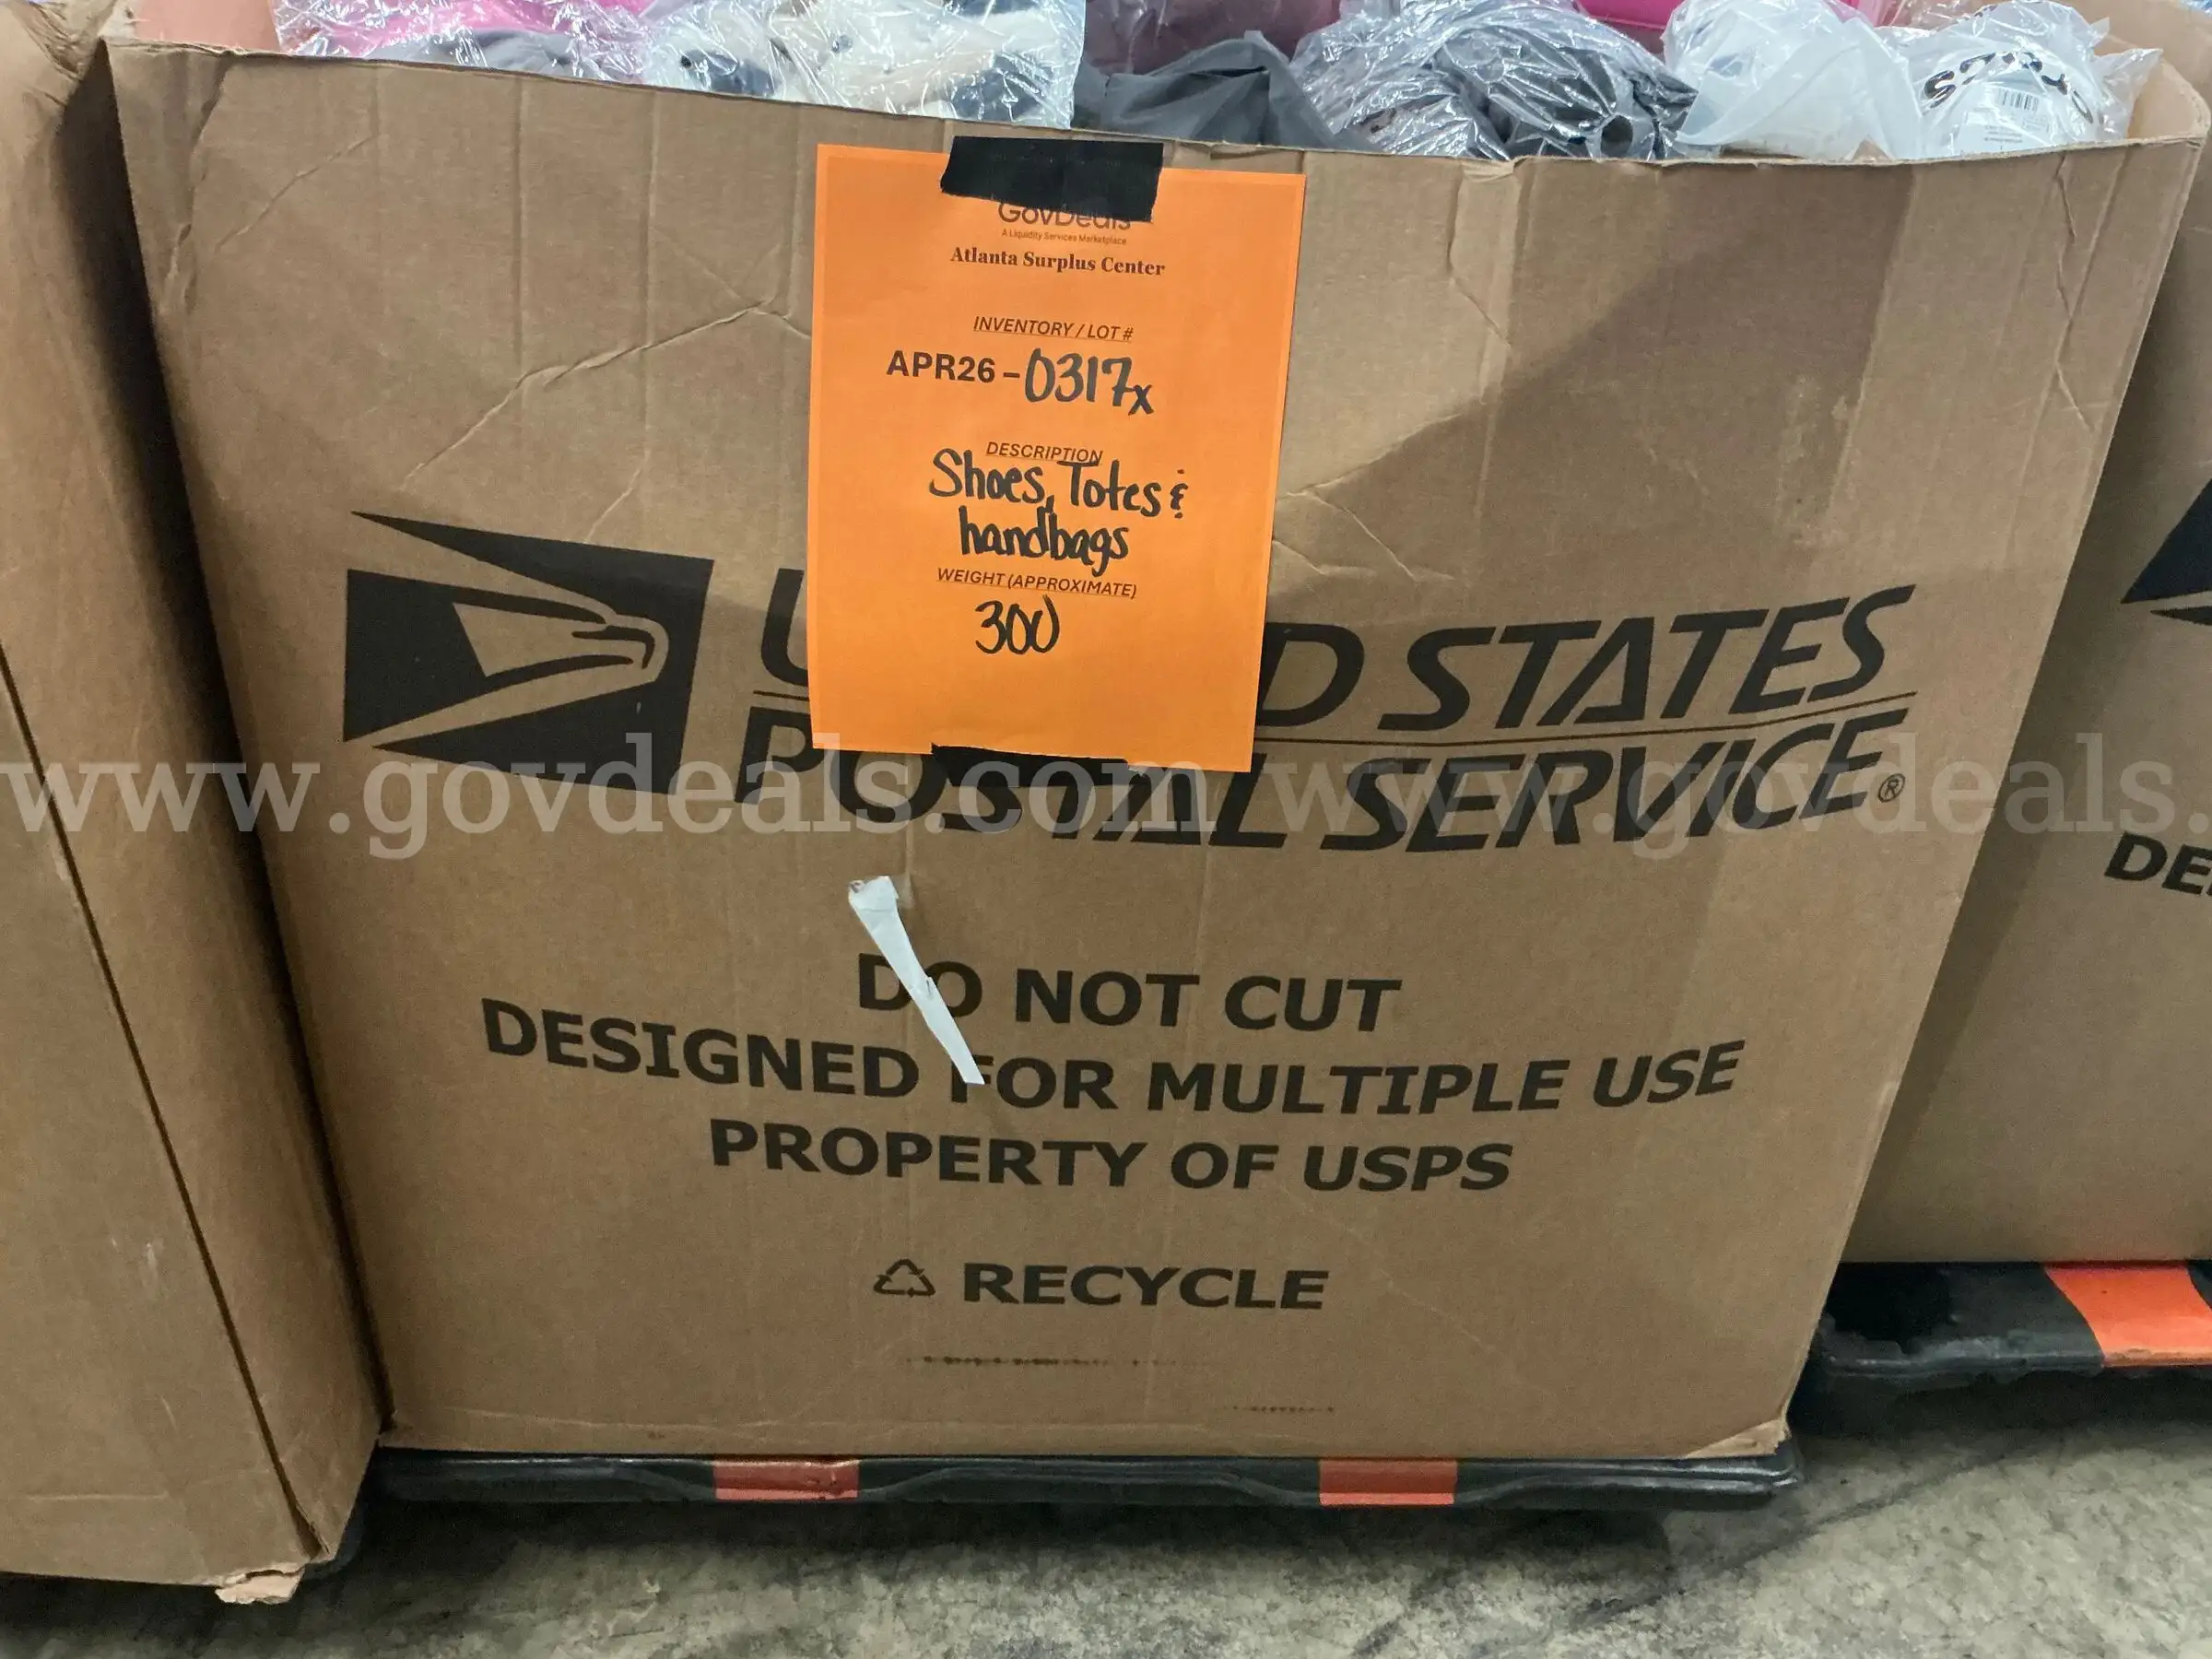 GovDeals
A Liquidity Services Marketplace
Atlanta Surplus Center
INVENTORY / LOT #
APR26-0317x
DESCRIPTION
Shoes, Totes &
handbags
WEIGHT (APPROXIMATE)
300
D STATES
POSTAL SERVICE®
www.govdeals.com www.govdeals.
DO NOT CUT
DESIGNED FOR MULTIPLE USE
PROPERTY OF USPS
RECYCLE
DE